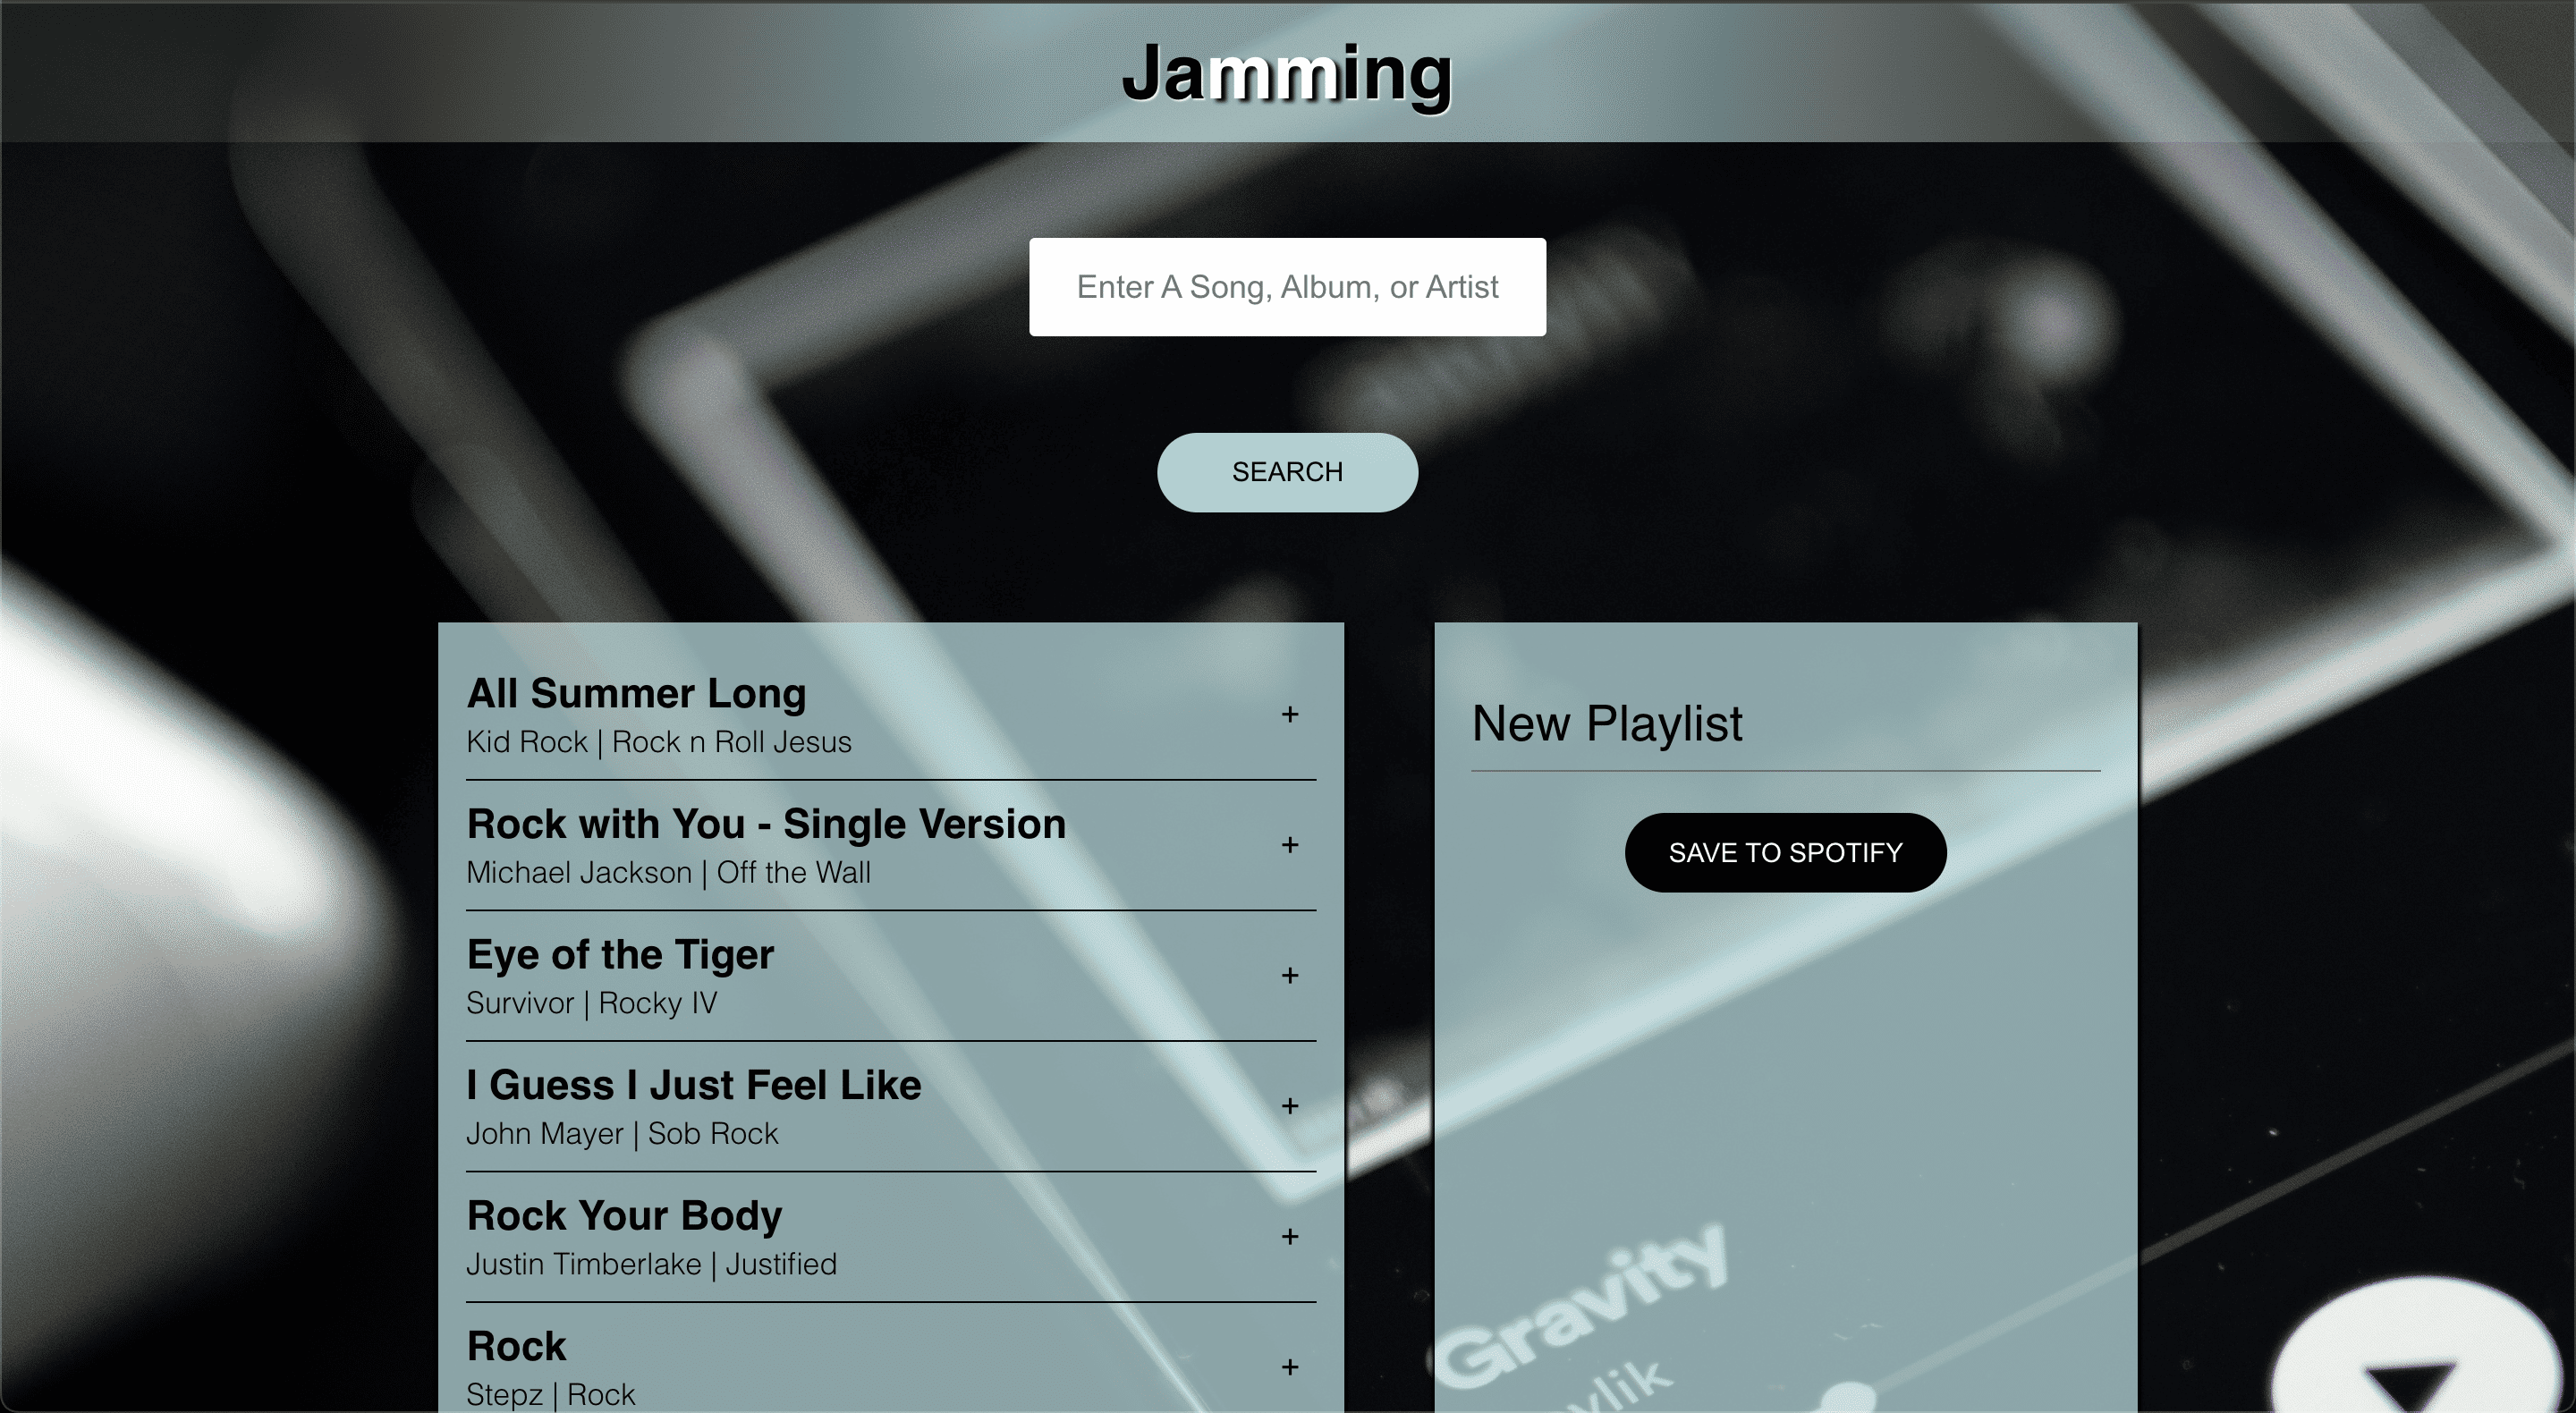 Jamming
Enter A Song, Album, or Artist
SEARCH
All Summer Long
+
Kid Rock | Rock n Roll Jesus
Rock with You - Single Version
+
Michael Jackson | Off the Wall
Eye of the Tiger
+
Survivor | Rocky IV
I Guess I Just Feel Like
+
John Mayer | Sob Rock
Rock Your Body
+
Justin Timberlake | Justified
Rock
+
Stepz | Rock
New Playlist
SAVE TO SPOTIFY
Gravity